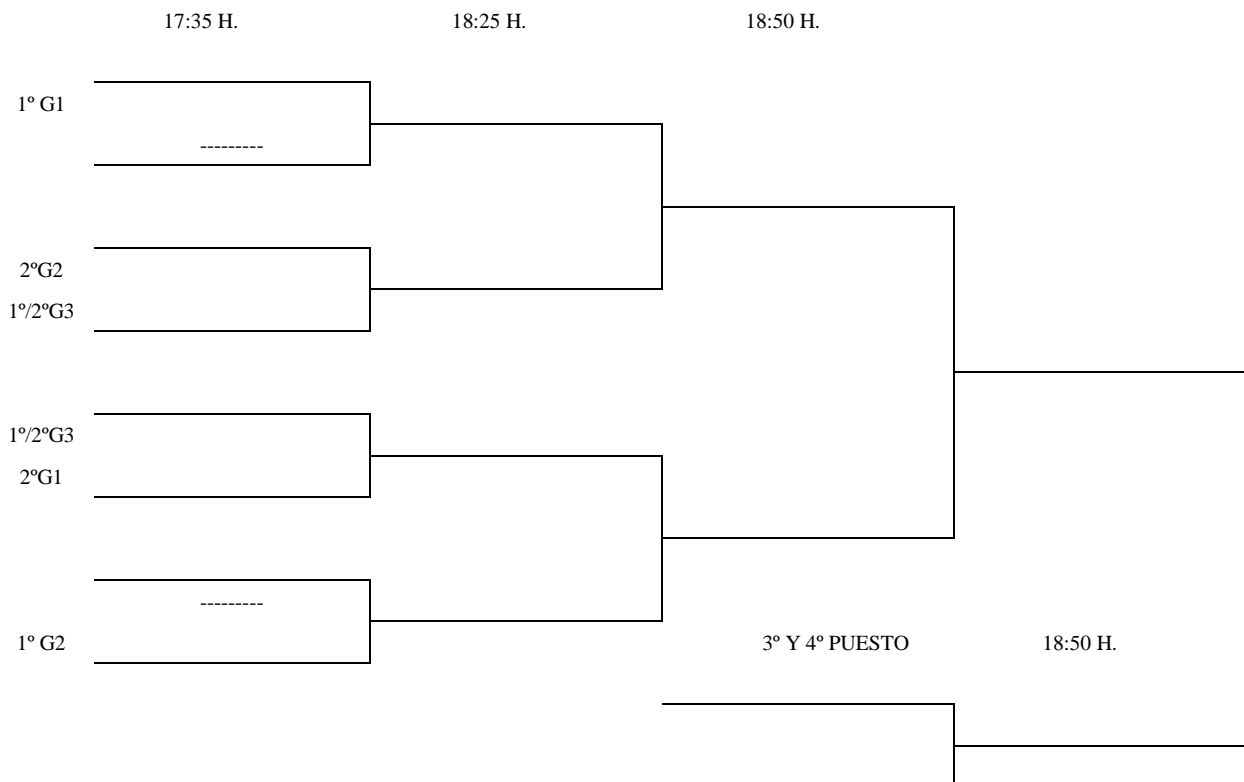 17:35 H. 18:25 H. 18:50 H.
1º G1
---------
2ºG2
1º/2ºG3
1º/2ºG3
2ºG1
---------
1º G2 3º Y 4º PUESTO 18:50 H.